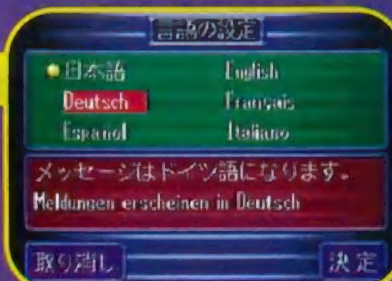 言語の設定
日本語 English
Deutsch Français
Español Italiano
メッセージはドイツ語になります。
Meldungen erscheinen in Deutsch
取り消し 決定